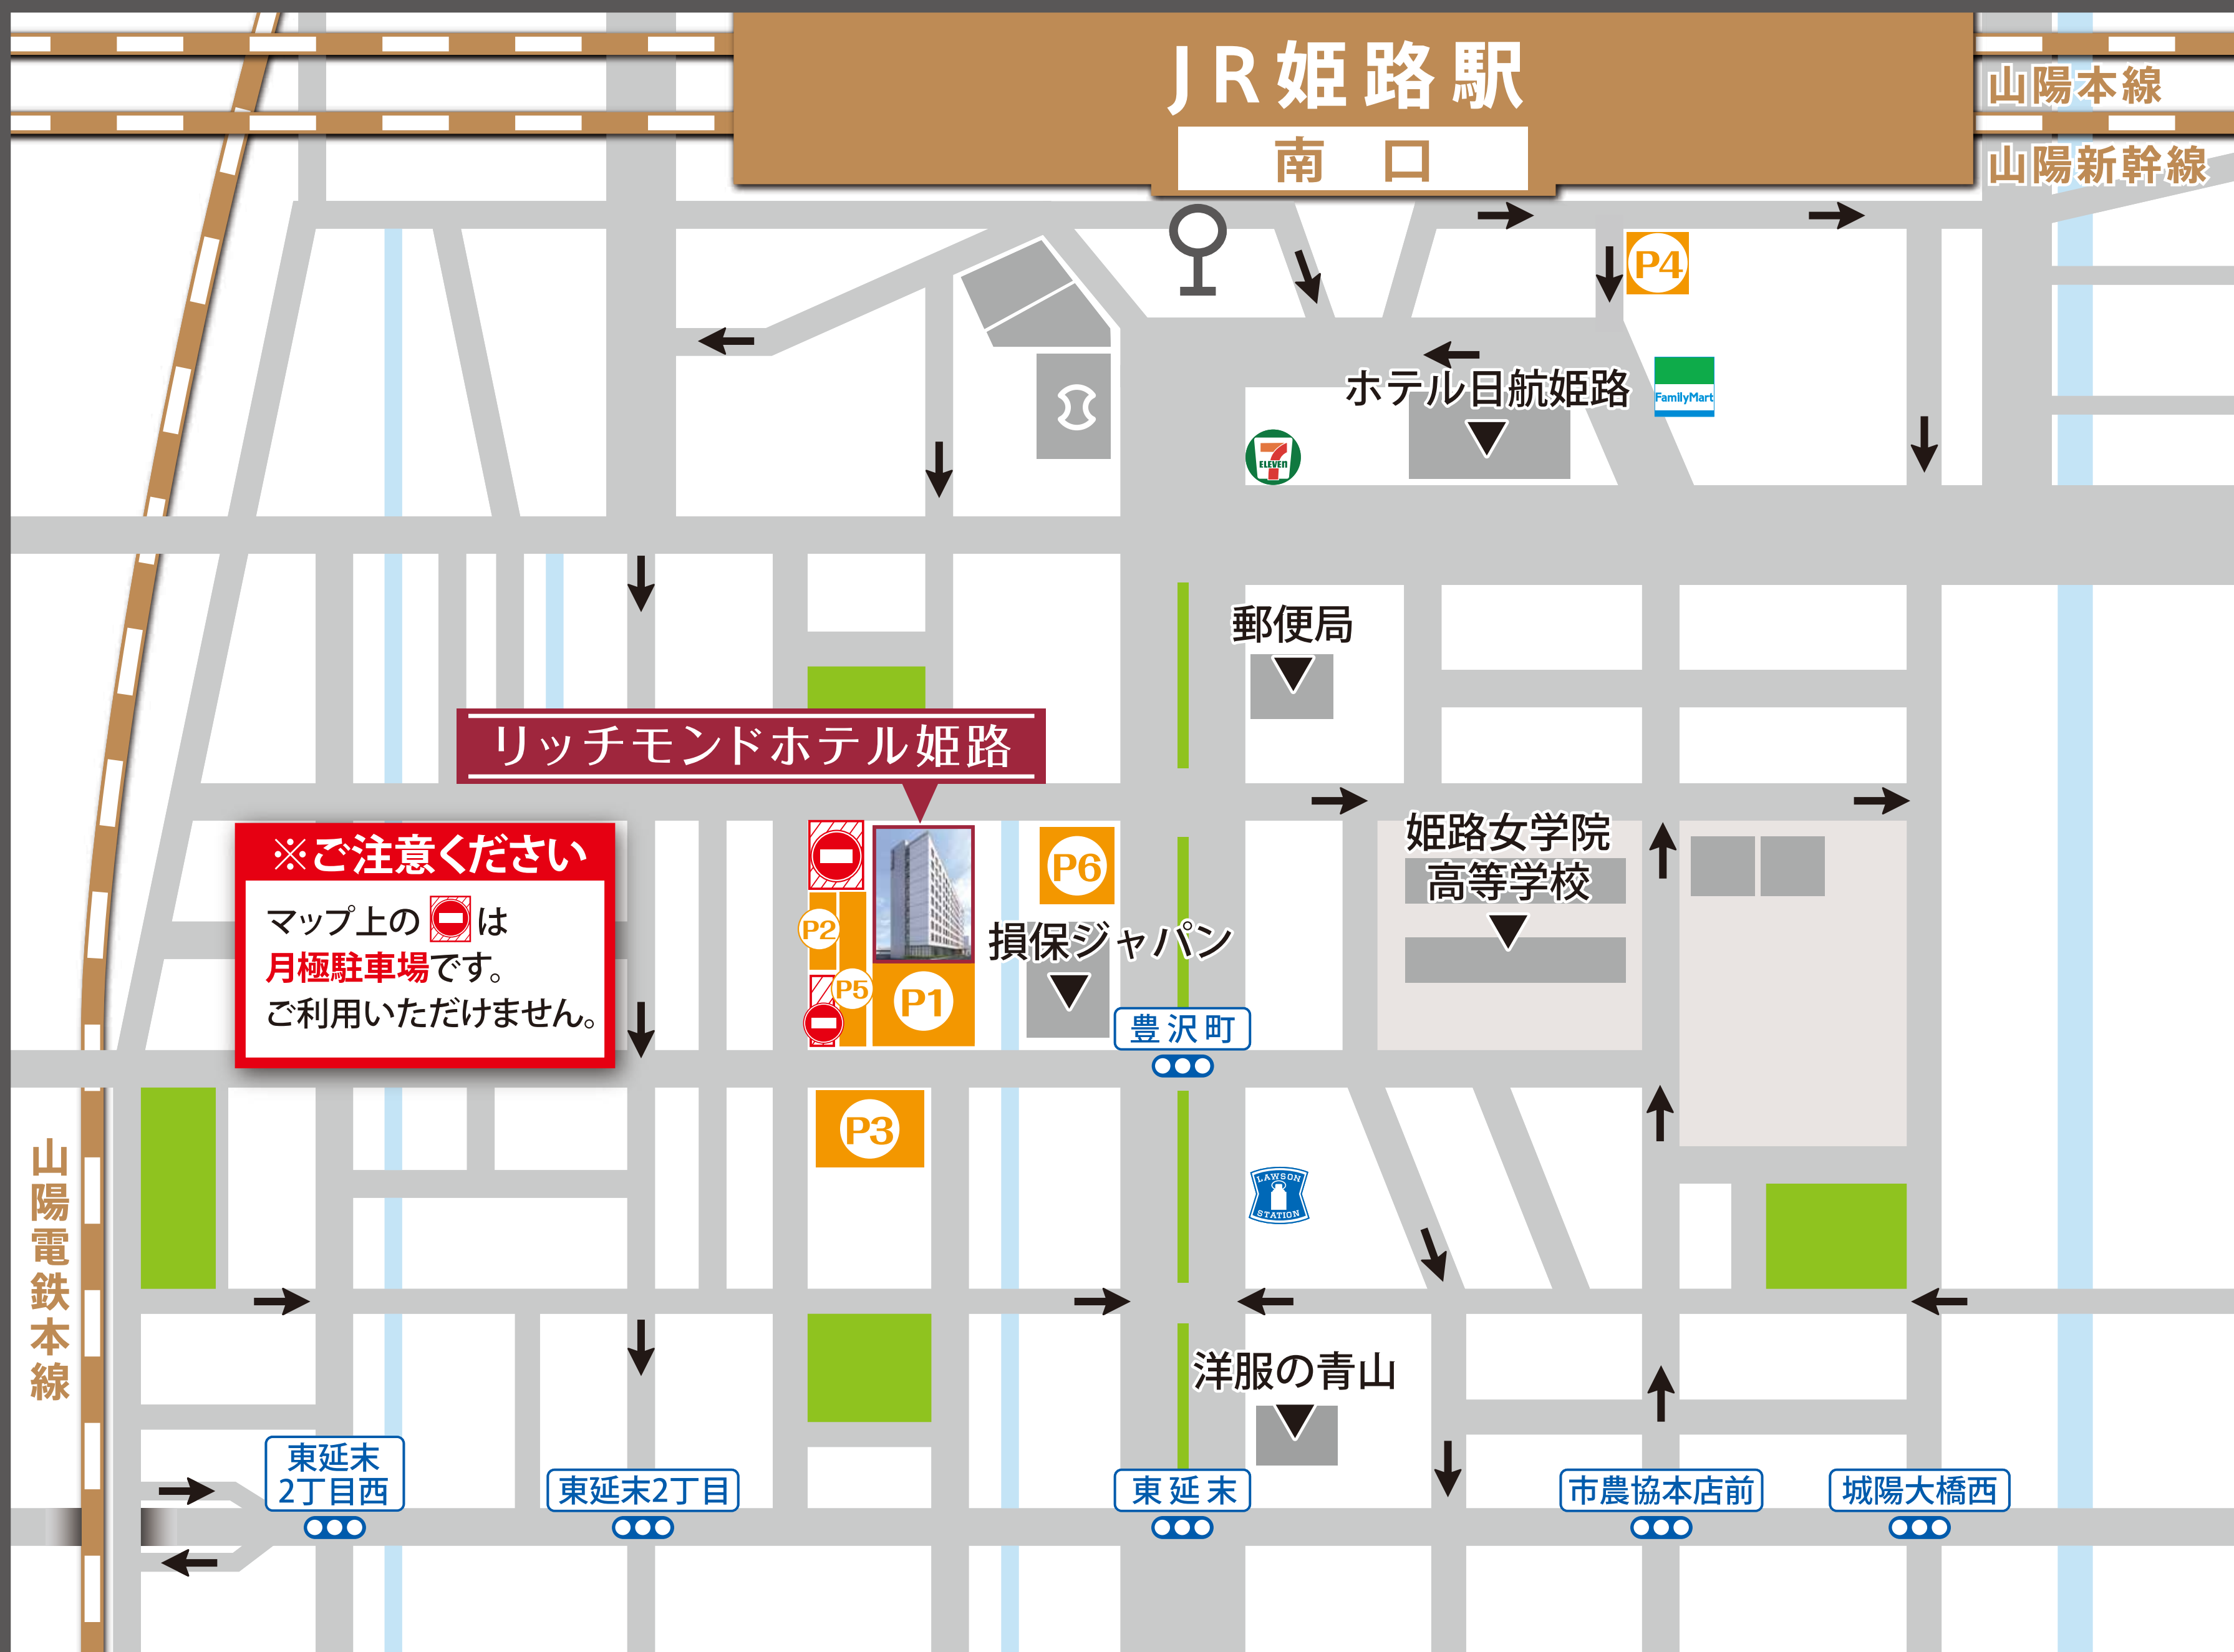 JR姫路駅
南 口
山陽本線
山陽新幹線
P4
ホテル日航姫路
FamilyMart
7
ELEVEN
郵便局
リッチモンドホテル姫路
※ご注意ください
マップ上の は
月極駐車場です。
ご利用いただけません。
P2
P5
P1
P6
損保ジャパン
姫路女学院
高等学校
豊沢町
P3
LAWSON
STATION
山陽電鉄本線
洋服の青山
東延末
2丁目西
東延末2丁目
東延末
市農協本店前
城陽大橋西